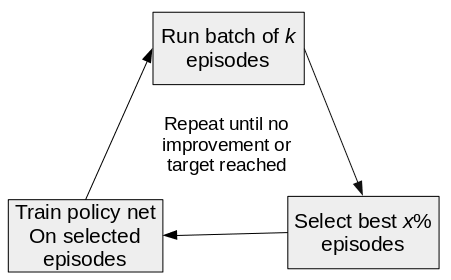 Run batch of k
episodes
Repeat until no
improvement or
target reached
Select best x%
episodes
Train policy net
On selected
episodes